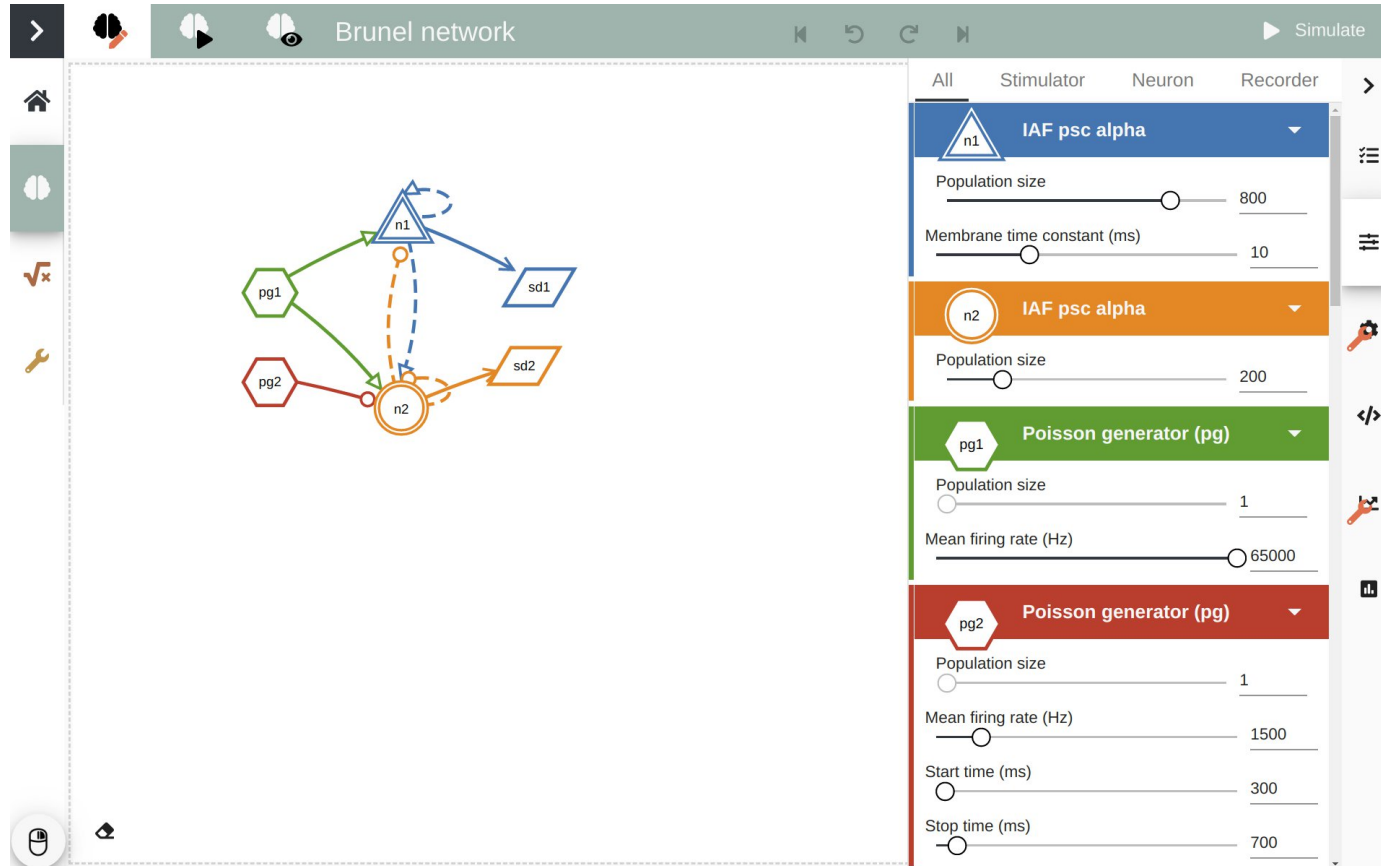 Brunel network
Simulate
All Stimulator Neuron Recorder
n1 IAF psc alpha
Population size
800
Membrane time constant (ms)
10
n2 IAF psc alpha
Population size
200
pg1 Poisson generator (pg)
Population size
1
Mean firing rate (Hz)
65000
pg2 Poisson generator (pg)
Population size
1
Mean firing rate (Hz)
1500
Start time (ms)
300
Stop time (ms)
700
n1
pg1
sd1
pg2
sd2
n2